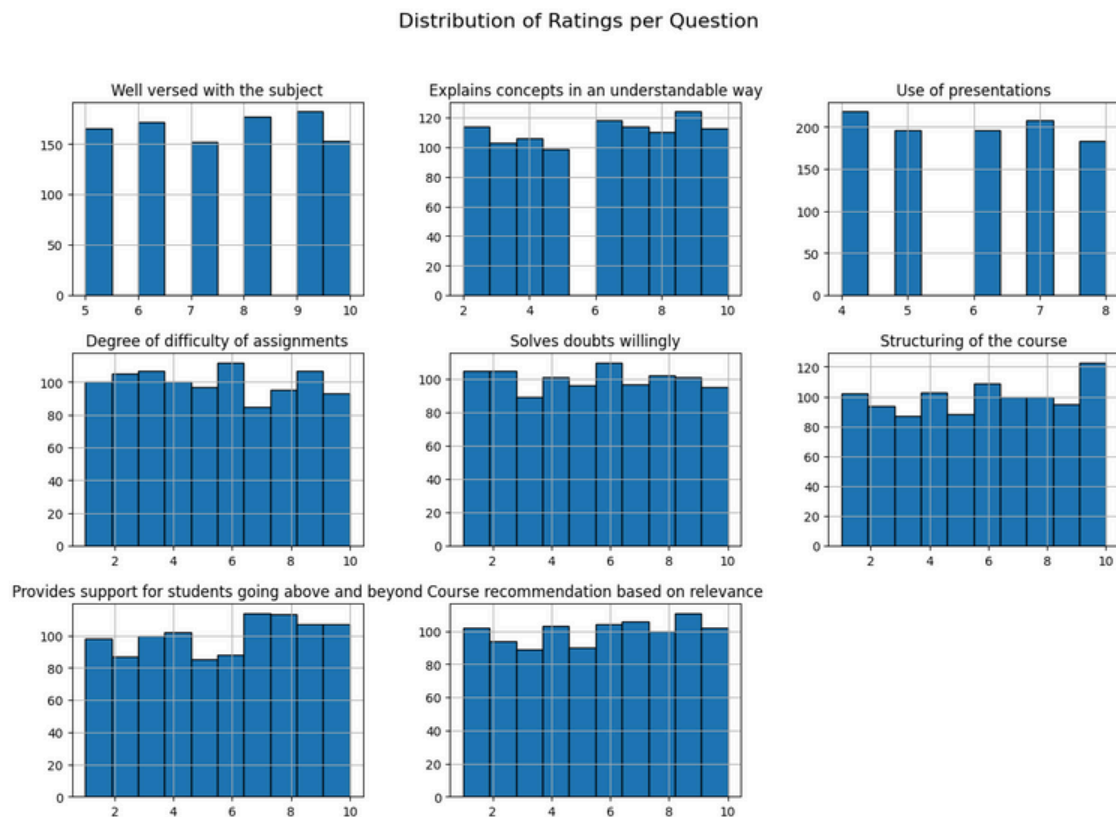 Distribution of Ratings per Question
Well versed with the subject
Explains concepts in an understandable way
Use of presentations
150
100
50
0
5 6 7 8 9 10
120
100
80
60
40
20
0
2 4 6 8 10
200
150
100
50
0
4 5 6 7 8
Degree of difficulty of assignments
Solves doubts willingly
Structuring of the course
100
80
60
40
20
0
2 4 6 8 10
100
80
60
40
20
0
2 4 6 8 10
120
100
80
60
40
20
0
2 4 6 8 10
Provides support for students going above and beyond
Course recommendation based on relevance
100
80
60
40
20
0
2 4 6 8 10
100
80
60
40
20
0
2 4 6 8 10